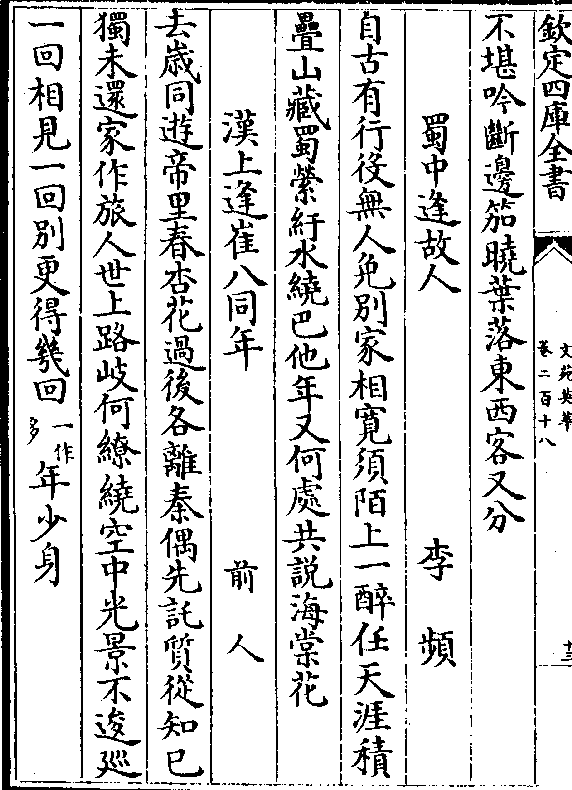 欽定四庫全書
文苑英華
卷二百十八
十三
不堪吟斷邊笳曉葉落東西客又分
蜀中逢故人　李頻
自古有行役無人免別家相寬須陌上一醉任天涯積
疊山藏蜀縈紆水繞巴他年又何處共說海棠花
漢上逢崔八同年　前人
去歲同遊帝里春杏花過後各離秦偶先託質從知已
獨未還家作旅人世上路岐何繚繞空中光景不逡巡
一回相見一回別更得幾回一作多年少身